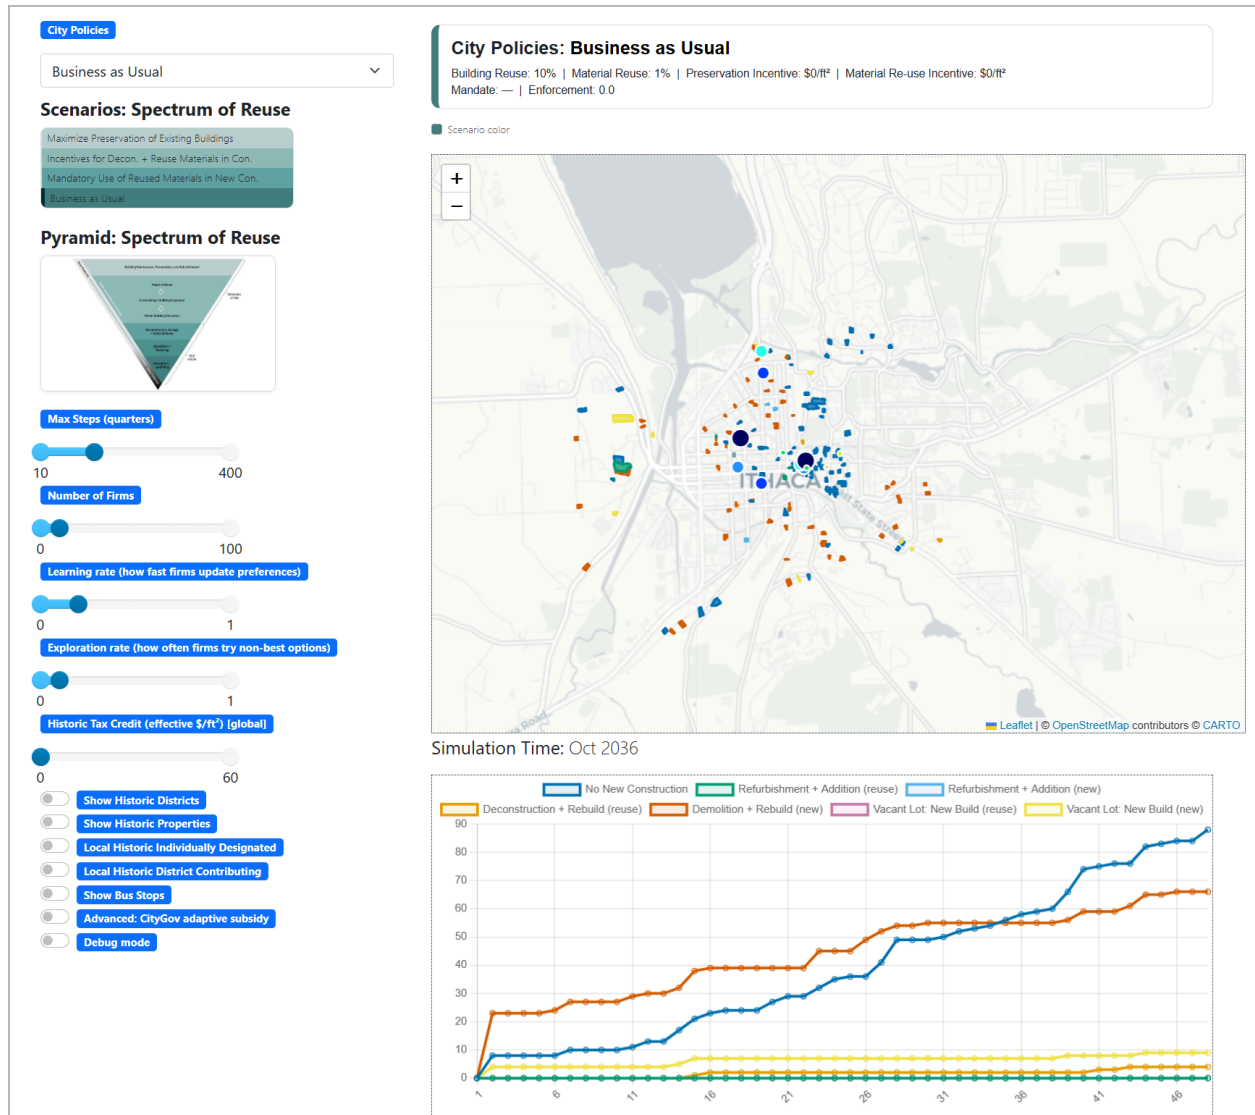 City Policies
Business as Usual
Scenarios: Spectrum of Reuse
Maximize Preservation of Existing Buildings
Incentives for Decon. + Reuse Materials in Con.
Mandatory Use of Reused Materials in New Con.
Business as Usual
Pyramid: Spectrum of Reuse
Max Steps (quarters)
10 400
Number of Firms
0 100
Learning rate (how fast firms update preferences)
0 1
Exploration rate (how often firms try non-best options)
0 1
Historic Tax Credit (effective $/ft²) [global]
0 60
Show Historic Districts
Show Historic Properties
Local Historic Individually Designated
Local Historic District Contributing
Show Bus Stops
Advanced: CityGov adaptive subsidy
Debug mode
City Policies: Business as Usual
Building Reuse: 10% | Material Reuse: 1% | Preservation Incentive: $0/ft² | Material Re-use Incentive: $0/ft²
Mandate: — | Enforcement: 0.0
Scenario color
+
−
ITHACA
East State Street
Road
Leaflet | © OpenStreetMap contributors © CARTO
Simulation Time: Oct 2036
No New Construction Refurbishment + Addition (reuse) Refurbishment + Addition (new)
Deconstruction + Rebuild (reuse) Demolition + Rebuild (new) Vacant Lot: New Build (reuse) Vacant Lot: New Build (new)
90
80
70
60
50
40
30
20
10
0
1 6 11 16 21 26 31 36 41 46